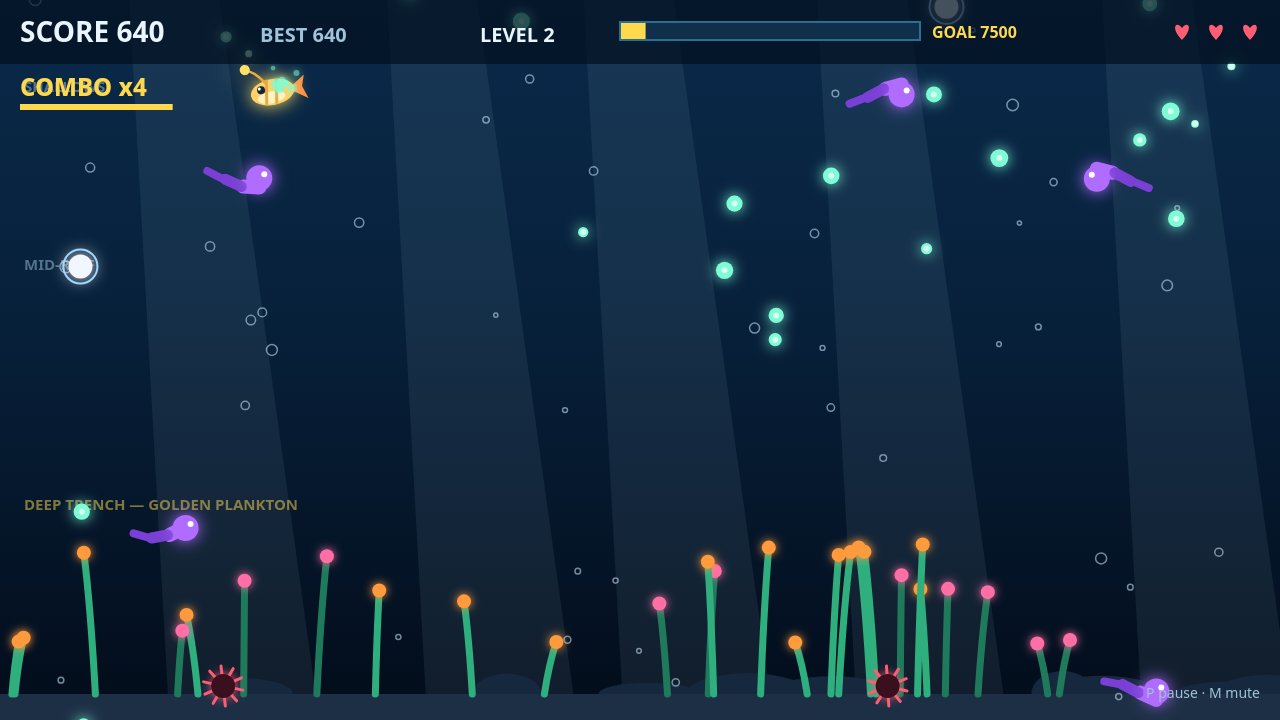 SCORE 640
BEST 640
LEVEL 2
GOAL 7500
COMBO x4
DEEP TRENCH — GOLDEN PLANKTON
P pause · M mute